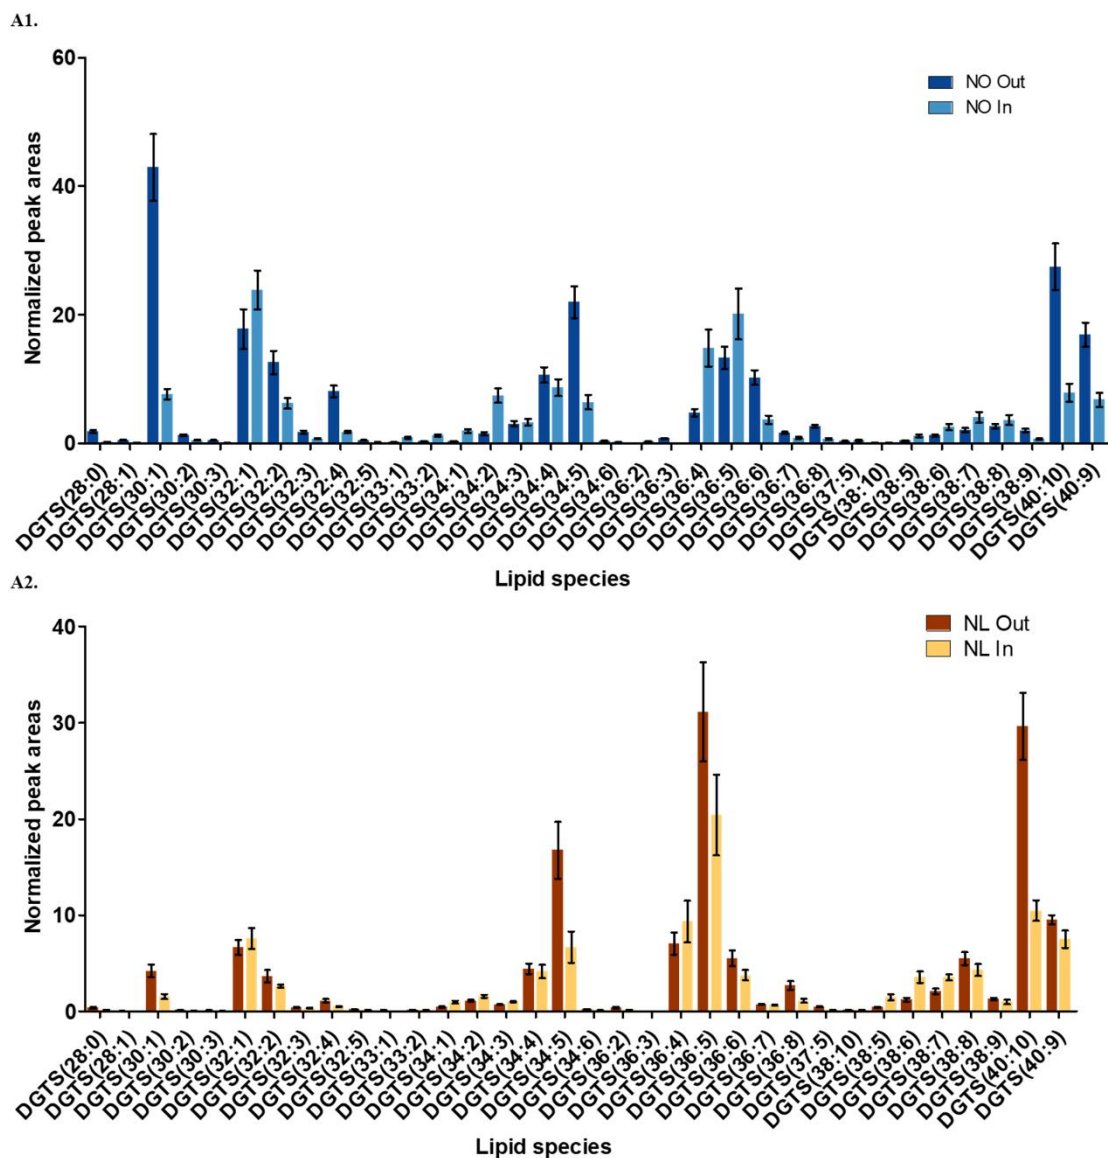 A1.
60
40
20
0
Normalized peak areas
NO Out
NO In
DGTS(28:0)
DGTS(28:1)
DGTS(30:1)
DGTS(30:2)
DGTS(30:3)
DGTS(32:1)
DGTS(32:2)
DGTS(32:3)
DGTS(32:4)
DGTS(32:5)
DGTS(33:1)
DGTS(33:2)
DGTS(34:1)
DGTS(34:2)
DGTS(34:3)
DGTS(34:4)
DGTS(34:5)
DGTS(34:6)
DGTS(36:2)
DGTS(36:3)
DGTS(36:4)
DGTS(36:5)
DGTS(36:6)
DGTS(36:7)
DGTS(36:8)
DGTS(37:5)
DGTS(38:10)
DGTS(38:5)
DGTS(38:6)
DGTS(38:7)
DGTS(38:8)
DGTS(38:9)
DGTS(40:10)
DGTS(40:9)
Lipid species
A2.
40
30
20
10
0
Normalized peak areas
NL Out
NL In
DGTS(28:0)
DGTS(28:1)
DGTS(30:1)
DGTS(30:2)
DGTS(30:3)
DGTS(32:1)
DGTS(32:2)
DGTS(32:3)
DGTS(32:4)
DGTS(32:5)
DGTS(33:1)
DGTS(33:2)
DGTS(34:1)
DGTS(34:2)
DGTS(34:3)
DGTS(34:4)
DGTS(34:5)
DGTS(34:6)
DGTS(36:2)
DGTS(36:3)
DGTS(36:4)
DGTS(36:5)
DGTS(36:6)
DGTS(36:7)
DGTS(36:8)
DGTS(37:5)
DGTS(38:10)
DGTS(38:5)
DGTS(38:6)
DGTS(38:7)
DGTS(38:8)
DGTS(38:9)
DGTS(40:10)
DGTS(40:9)
Lipid species